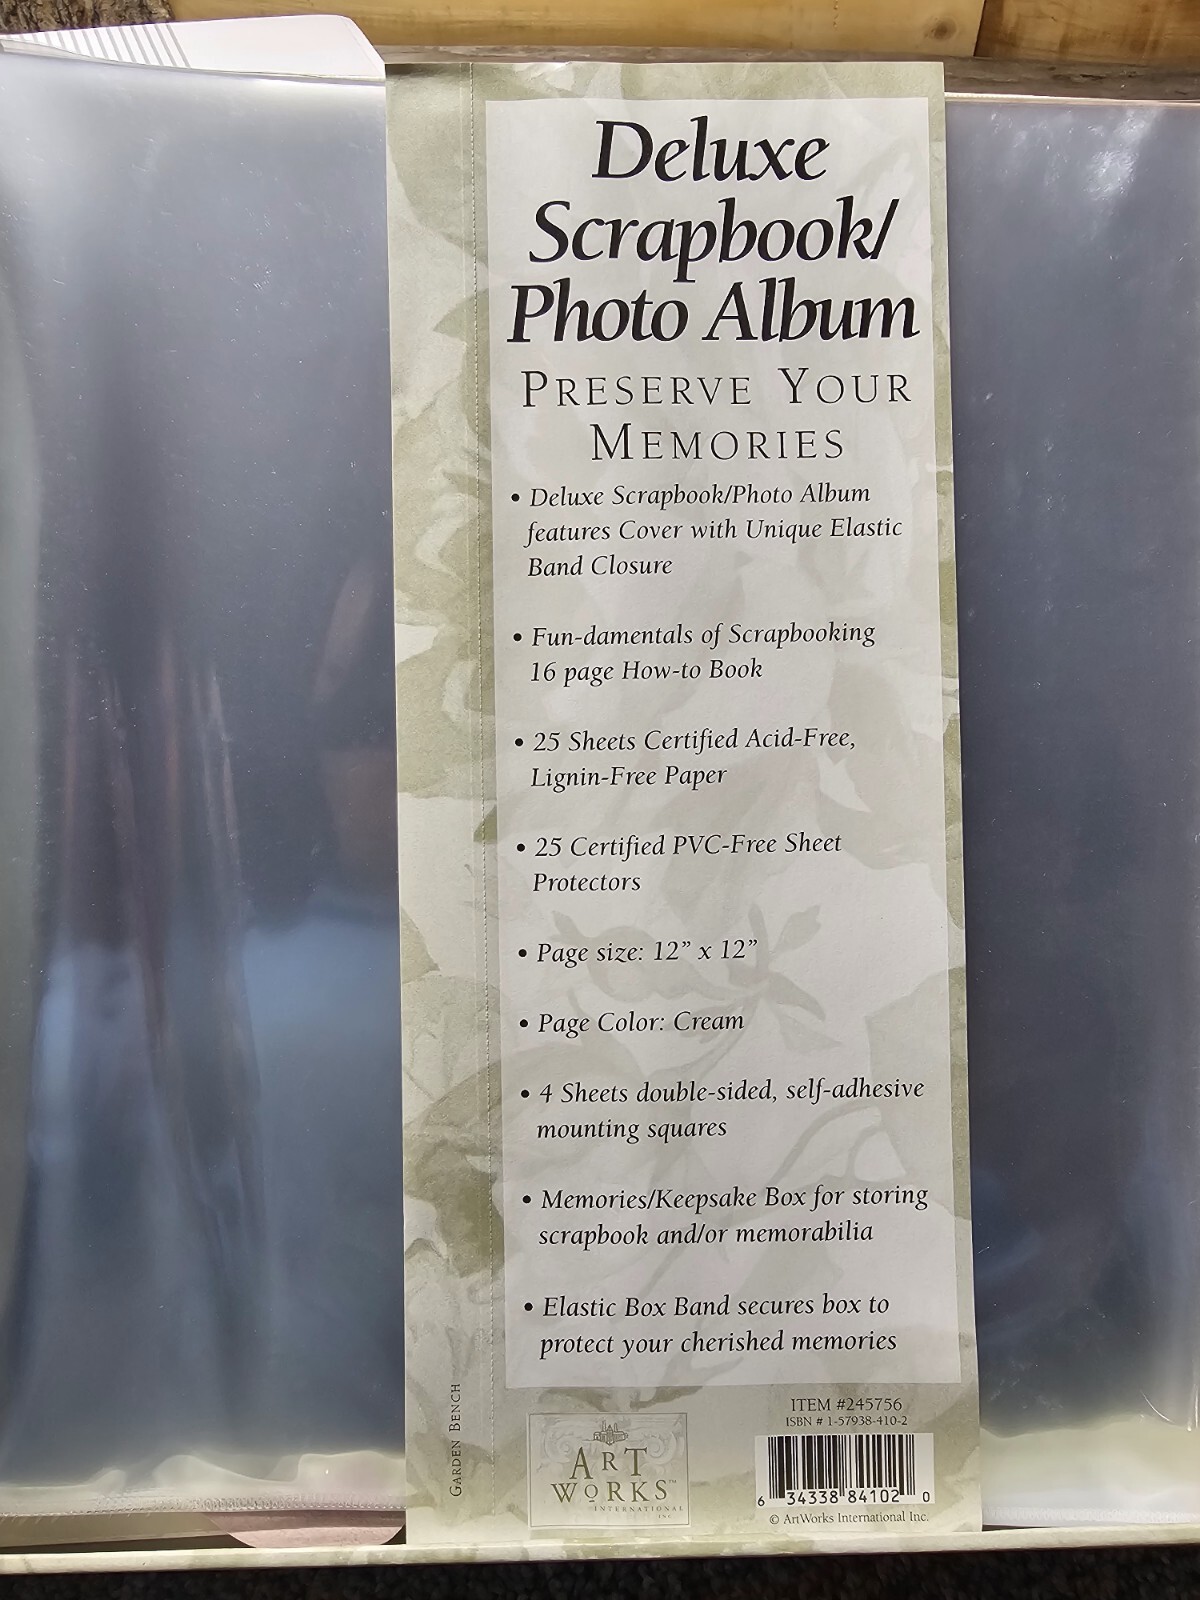 Deluxe
Scrapbook/
Photo Album
PRESERVE YOUR
MEMORIES
• Deluxe Scrapbook/Photo Album
features Cover with Unique Elastic
Band Closure
• Fun-damentals of Scrapbooking
16 page How-to Book
• 25 Sheets Certified Acid-Free,
Lignin-Free Paper
• 25 Certified PVC-Free Sheet
Protectors
• Page size: 12” x 12”
• Page Color: Cream
• 4 Sheets double-sided, self-adhesive
mounting squares
• Memories/Keepsake Box for storing
scrapbook and/or memorabilia
• Elastic Box Band secures box to
protect your cherished memories
GARDEN BENCH
ART
WORKS™
INTERNATIONAL
INC.
ITEM #245756
ISBN # 1-57938-410-2
6 34338 84102 0
© ArtWorks International Inc.